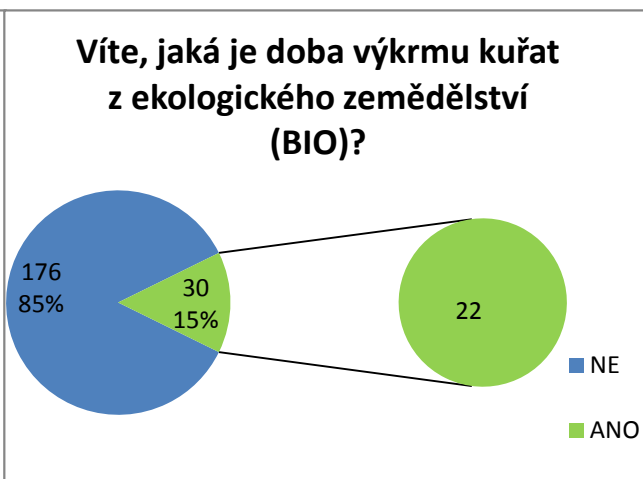 Víte, jaká je doba výkrmu kuřat
z ekologického zemědělství
(BIO)?
176
85%
30
15%
22
NE
ANO